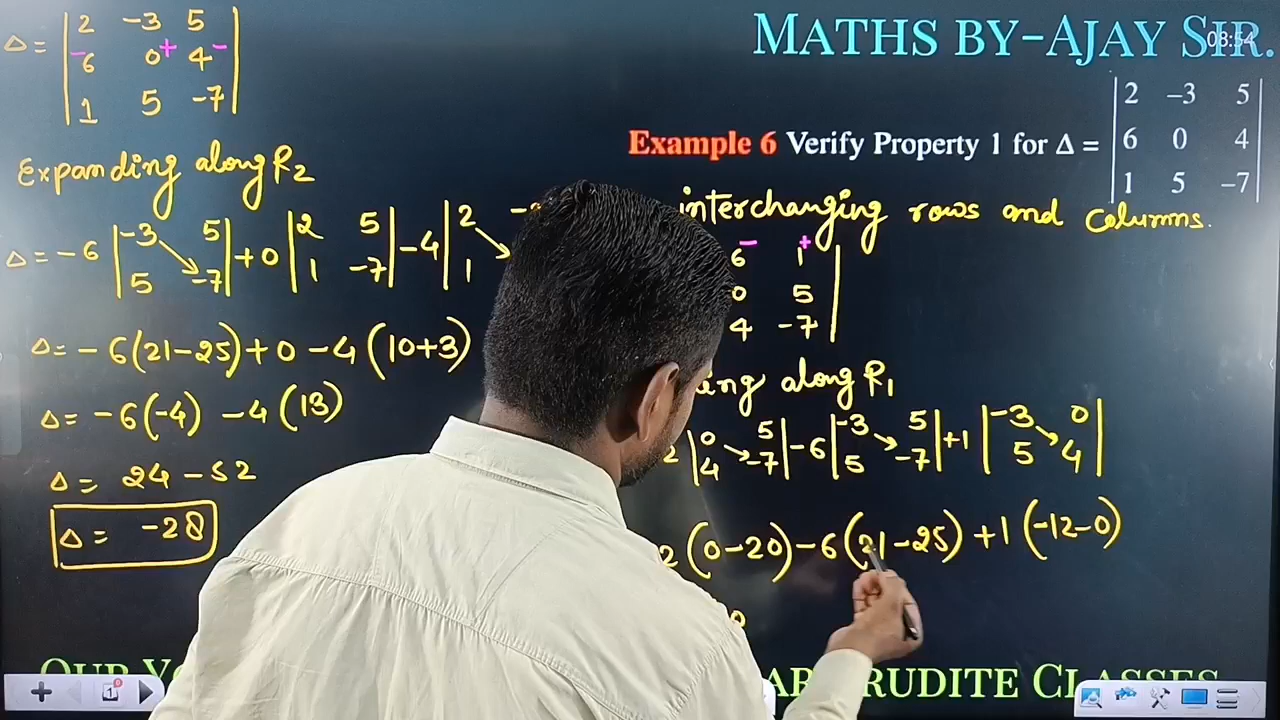 Δ = | 2 -3 5 |
| 6 0 4 |
| 1 5 -7 |
- + -
Expanding along R2
Δ = -6 | -3 5 | + 0 | 2 5 | - 4 | 2
| 5 -7 | | 1 -7 | | 1
Δ = -6(21-25) + 0 - 4(10+3)
Δ = -6(-4) - 4(13)
Δ = 24 - 52
Δ = -28
MATHS BY-AJAY SIR.
08:54
Example 6 Verify Property 1 for Δ = | 2 -3 5 |
| 6 0 4 |
| 1 5 -7 |
interchanging rows and columns.
- +
6 1 |
0 5 |
4 -7 |
along R1
2 | 0 5 | - 6 | -3 5 | + 1 | -3 0 |
| 4 -7 | | 5 -7 | | 5 4 |
2(0-20) - 6(21-25) + 1(-12-0)
OUR
CLASSES
1